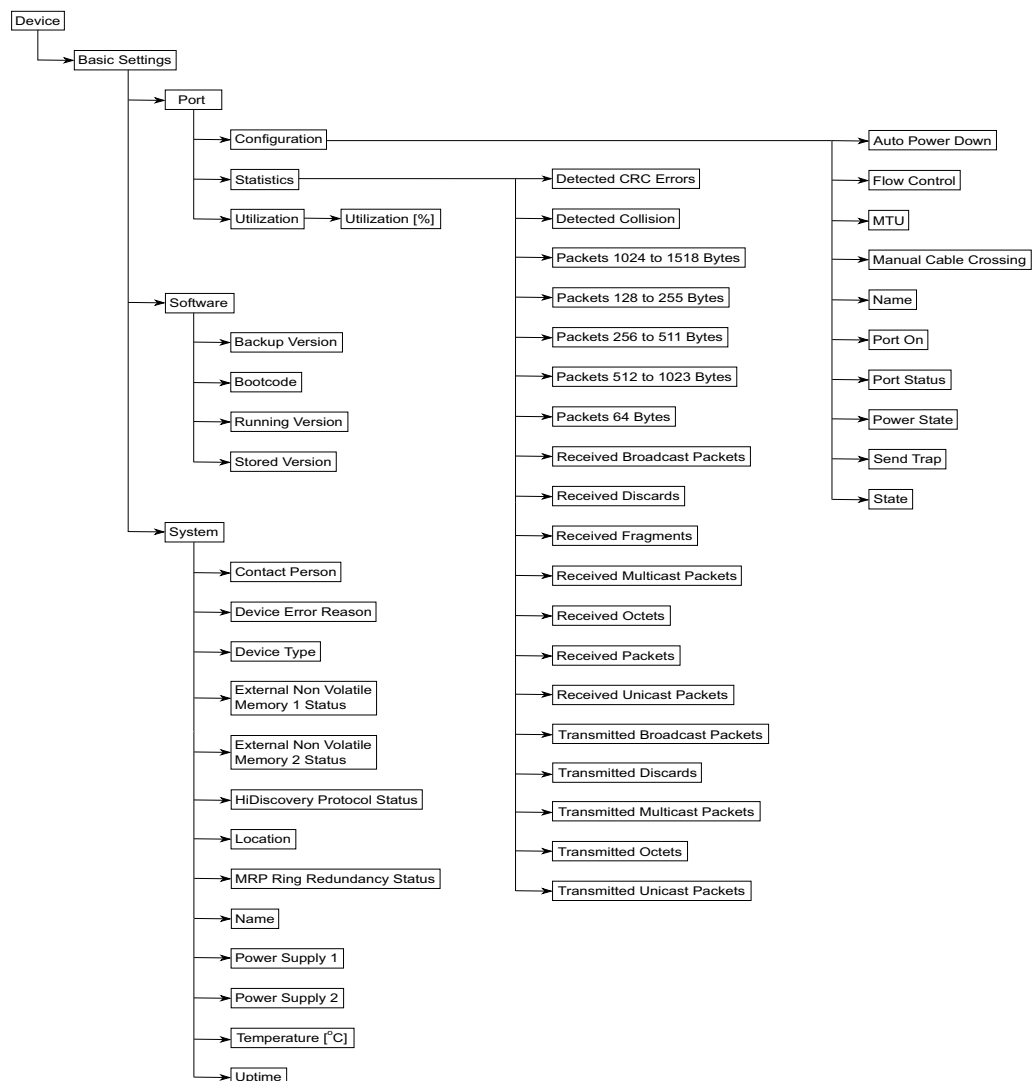 Device
Basic Settings
Port
Configuration
Auto Power Down
Flow Control
MTU
Manual Cable Crossing
Name
Port On
Port Status
Power State
Send Trap
State
Statistics
Detected CRC Errors
Detected Collision
Packets 1024 to 1518 Bytes
Packets 128 to 255 Bytes
Packets 256 to 511 Bytes
Packets 512 to 1023 Bytes
Packets 64 Bytes
Received Broadcast Packets
Received Discards
Received Fragments
Received Multicast Packets
Received Octets
Received Packets
Received Unicast Packets
Transmitted Broadcast Packets
Transmitted Discards
Transmitted Multicast Packets
Transmitted Octets
Transmitted Unicast Packets
Utilization
Utilization [%]
Software
Backup Version
Bootcode
Running Version
Stored Version
System
Contact Person
Device Error Reason
Device Type
External Non Volatile
Memory 1 Status
External Non Volatile
Memory 2 Status
HiDiscovery Protocol Status
Location
MRP Ring Redundancy Status
Name
Power Supply 1
Power Supply 2
Temperature [°C]
Uptime